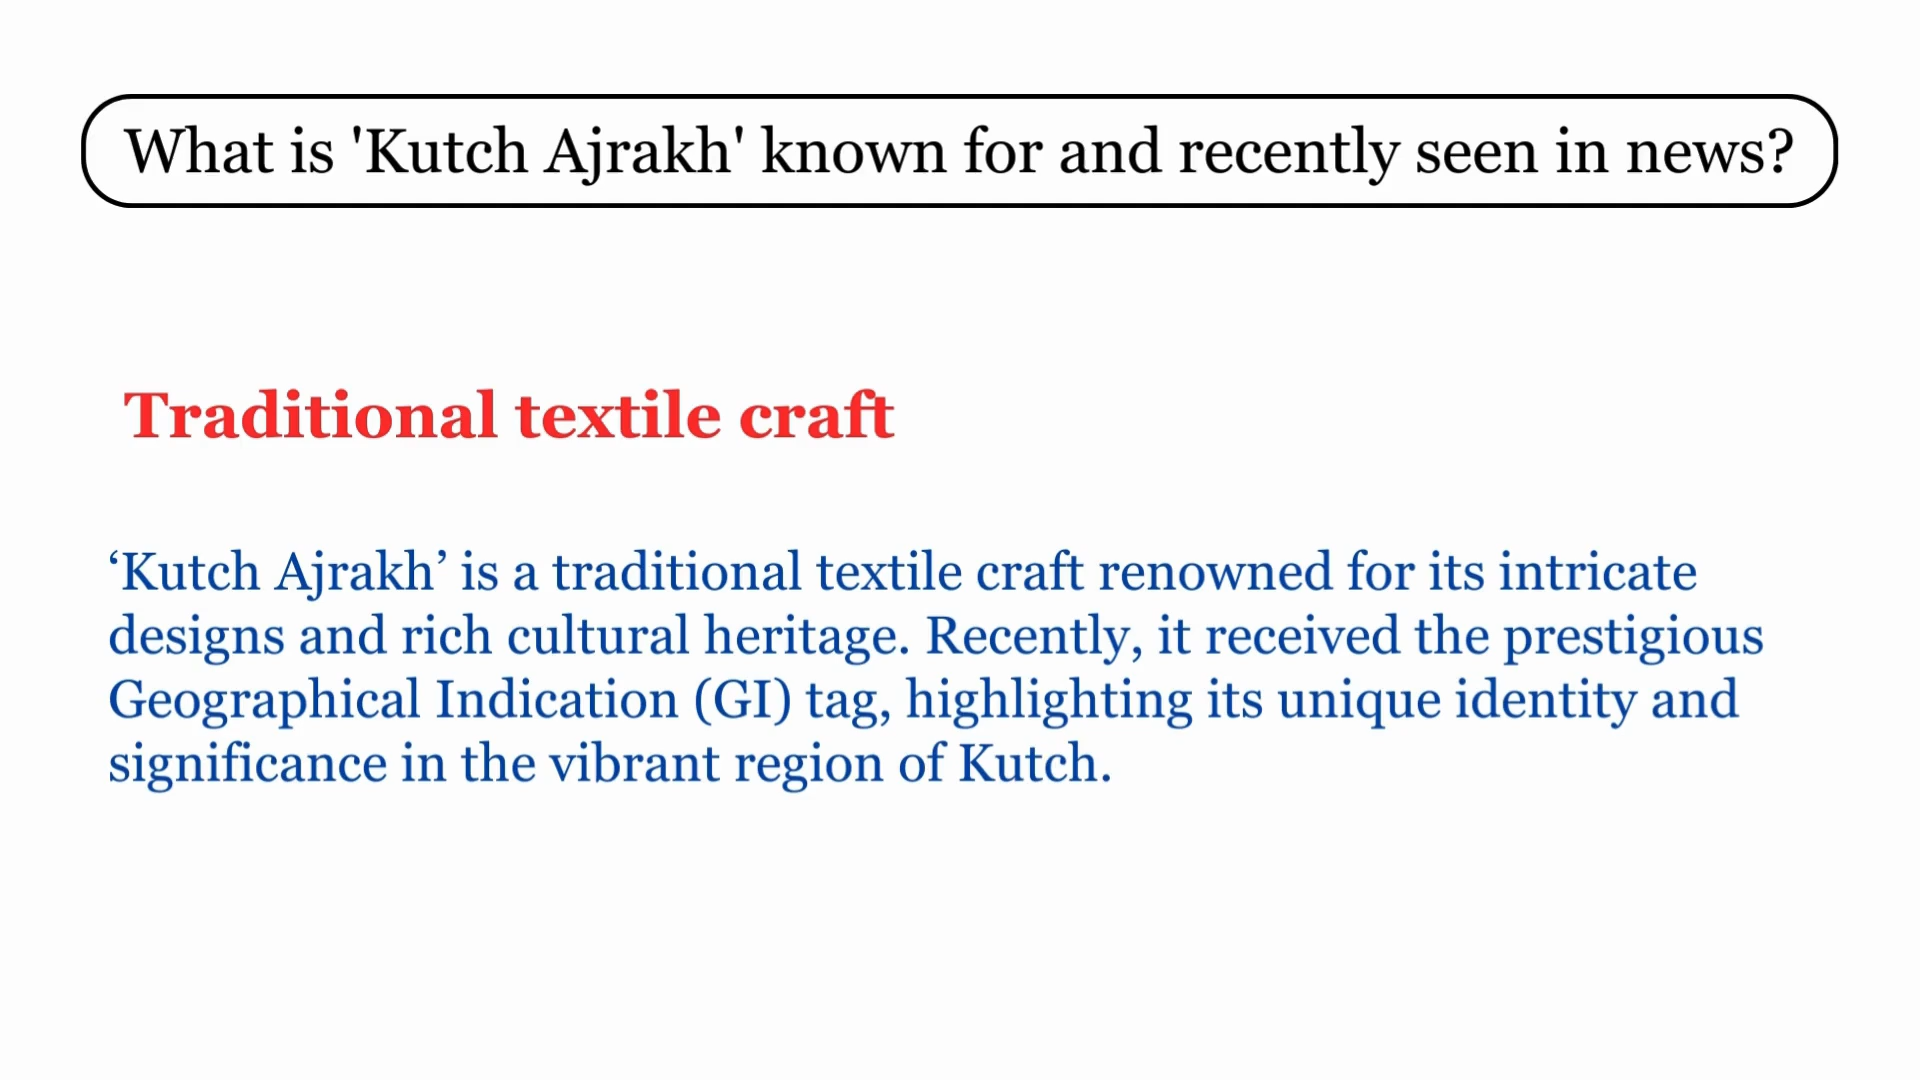 What is 'Kutch Ajrakh' known for and recently seen in news?
Traditional textile craft
‘Kutch Ajrakh’ is a traditional textile craft renowned for its intricate
designs and rich cultural heritage. Recently, it received the prestigious
Geographical Indication (GI) tag, highlighting its unique identity and
significance in the vibrant region of Kutch.